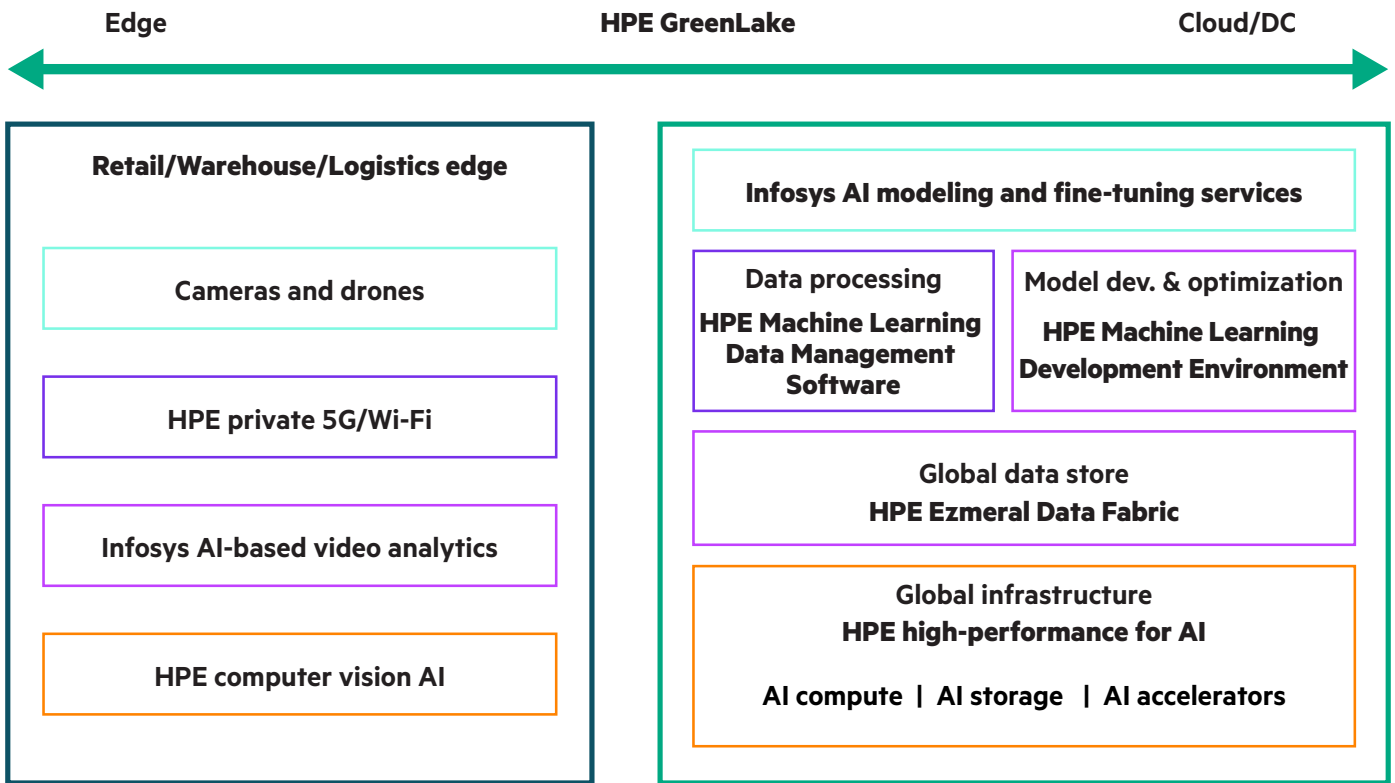 Edge
HPE GreenLake
Cloud/DC
Retail/Warehouse/Logistics edge
Cameras and drones
HPE private 5G/Wi-Fi
Infosys AI-based video analytics
HPE computer vision AI
Infosys AI modeling and fine-tuning services
Data processing
HPE Machine Learning
Data Management
Software
Model dev. & optimization
HPE Machine Learning
Development Environment
Global data store
HPE Ezmeral Data Fabric
Global infrastructure
HPE high-performance for AI
AI compute | AI storage | AI accelerators